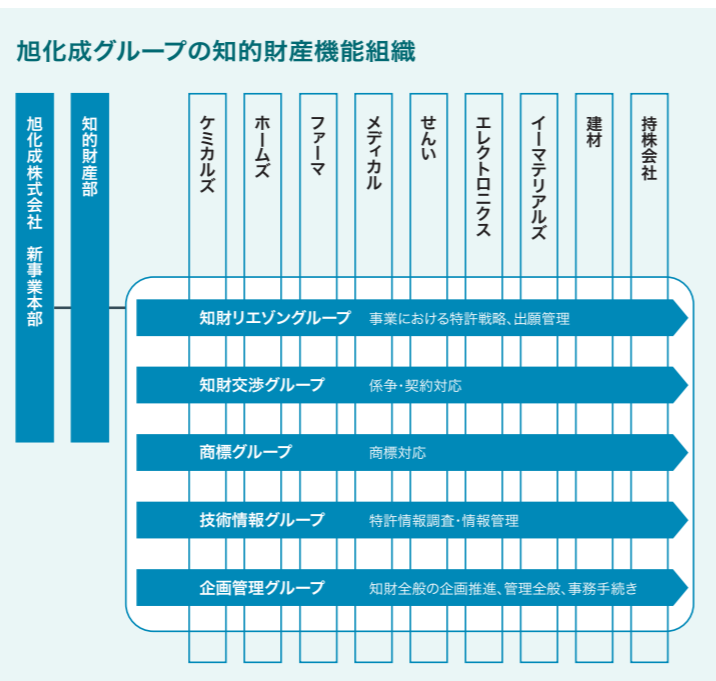 旭化成グループの知的財産機能組織
旭化成株式会社 新事業本部
知的財産部
ケミカルズ
ホームズ
ファーマ
メディカル
せんい
エレクトロニクス
イーマテリアルズ
建材
持株会社
知財リエゾングループ 事業における特許戦略、出願管理
知財交渉グループ 係争・契約対応
商標グループ 商標対応
技術情報グループ 特許情報調査・情報管理
企画管理グループ 知財全般の企画推進、管理全般、事務手続き